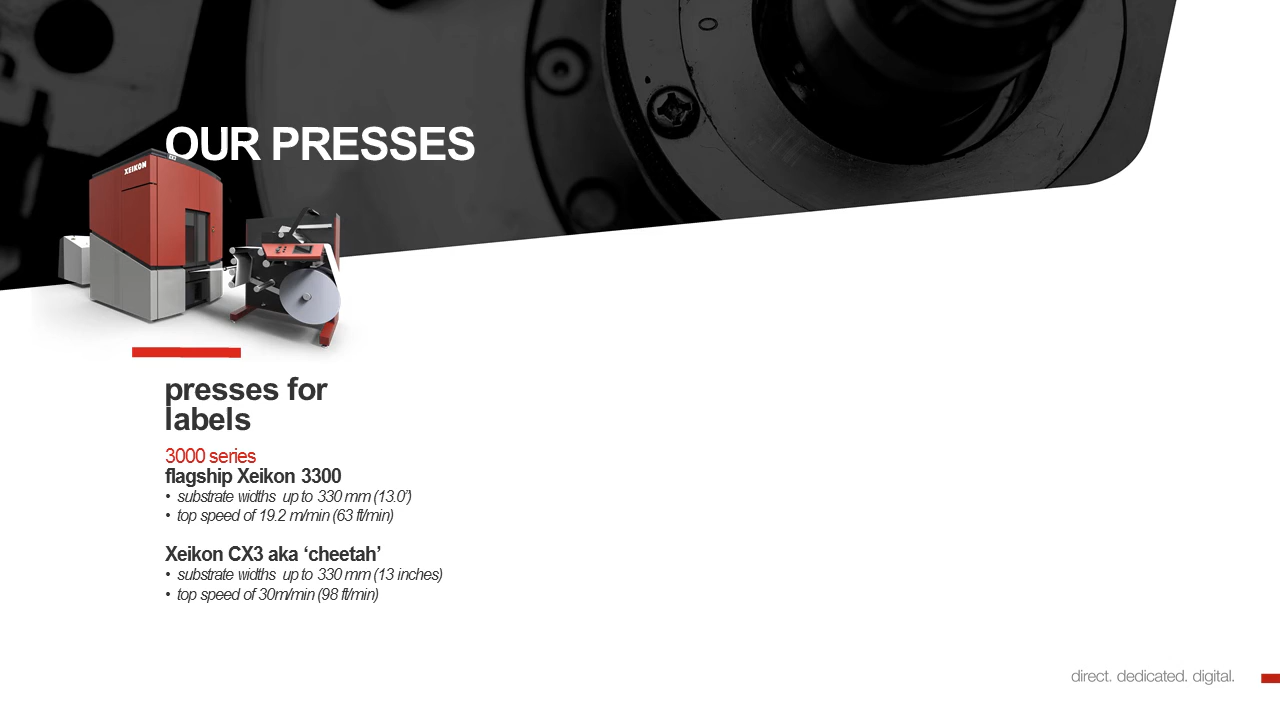 OUR PRESSES
XEIKON
presses for
labels
3000 series
flagship Xeikon 3300
• substrate widths up to 330 mm (13.0’)
• top speed of 19.2 m/min (63 ft/min)
Xeikon CX3 aka ‘cheetah’
• substrate widths up to 330 mm (13 inches)
• top speed of 30m/min (98 ft/min)
direct. dedicated. digital.